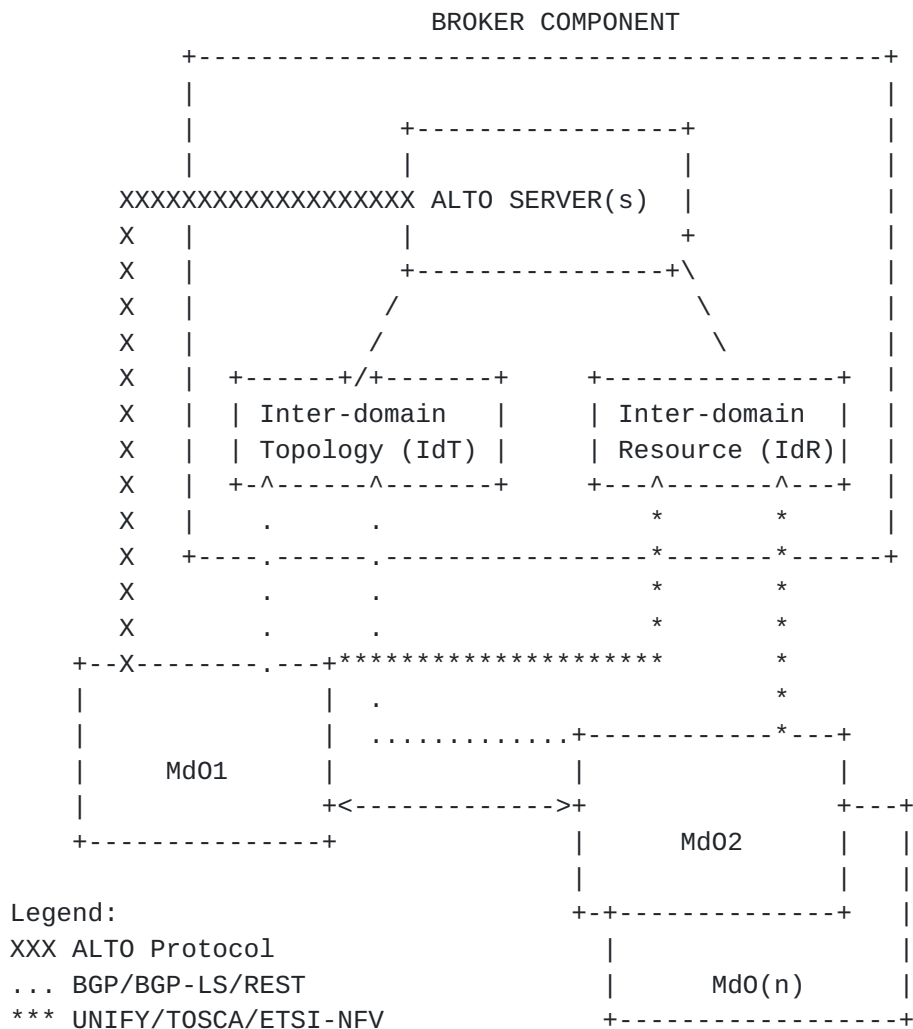 BROKER COMPONENT
ALTO SERVER(s)
Inter-domain Inter-domain
Topology (IdT) Resource (IdR)
MdO1
MdO2
Legend:
XXX ALTO Protocol
... BGP/BGP-LS/REST MdO(n)
*** UNIFY/TOSCA/ETSI-NFV